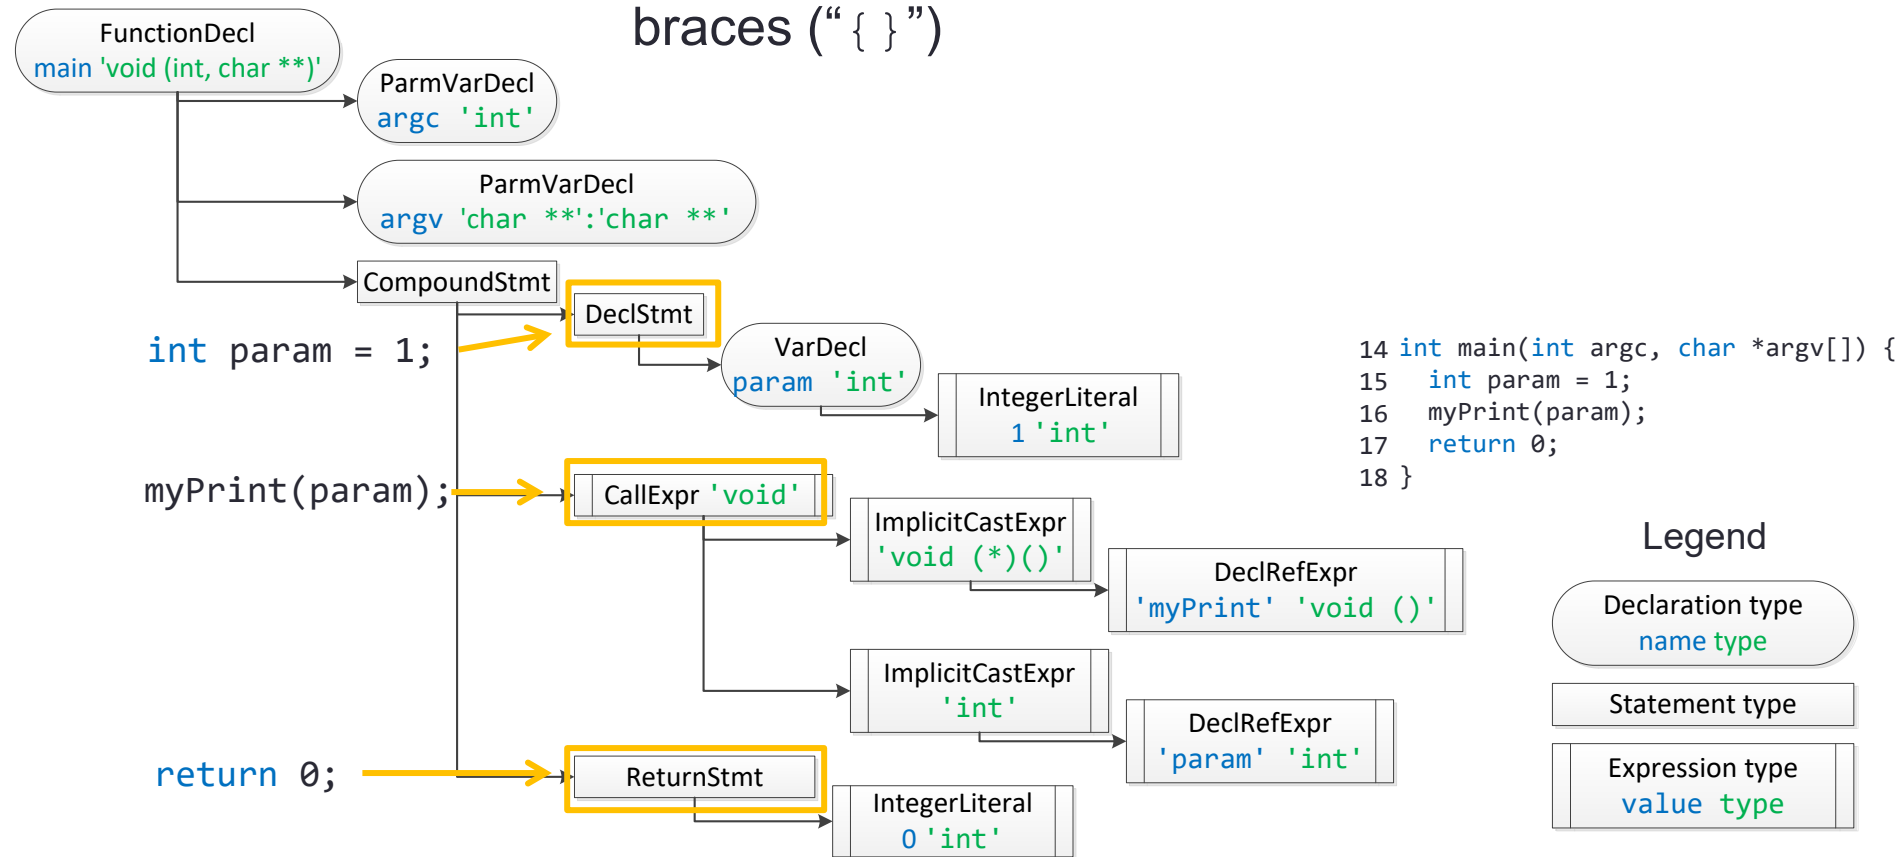 braces (“{ }”)
FunctionDecl
main 'void (int, char **)'
ParmVarDecl
argc 'int'
ParmVarDecl
argv 'char **':'char **'
CompoundStmt
DeclStmt
int param = 1;
VarDecl
param 'int'
IntegerLiteral
1 'int'
myPrint(param);
CallExpr 'void'
ImplicitCastExpr
'void (*)()'
DeclRefExpr
'myPrint' 'void ()'
ImplicitCastExpr
'int'
DeclRefExpr
'param' 'int'
return 0;
ReturnStmt
IntegerLiteral
0 'int'
14 int main(int argc, char *argv[]) {
15 int param = 1;
16 myPrint(param);
17 return 0;
18 }
Legend
Declaration type
name type
Statement type
Expression type
value type